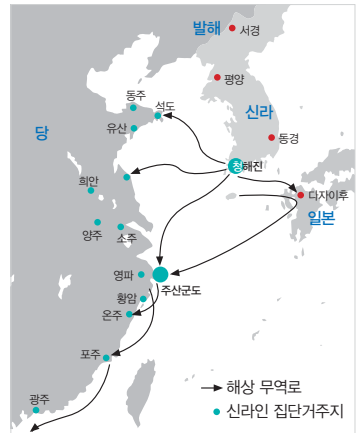 발해
서경
평양
동주
석도
유산
신라
동경
당
청해진
희안
다자이후
일본
양주
소주
영파
주산군도
황암
온주
포주
광주
해상 무역로
신라인 집단거주지